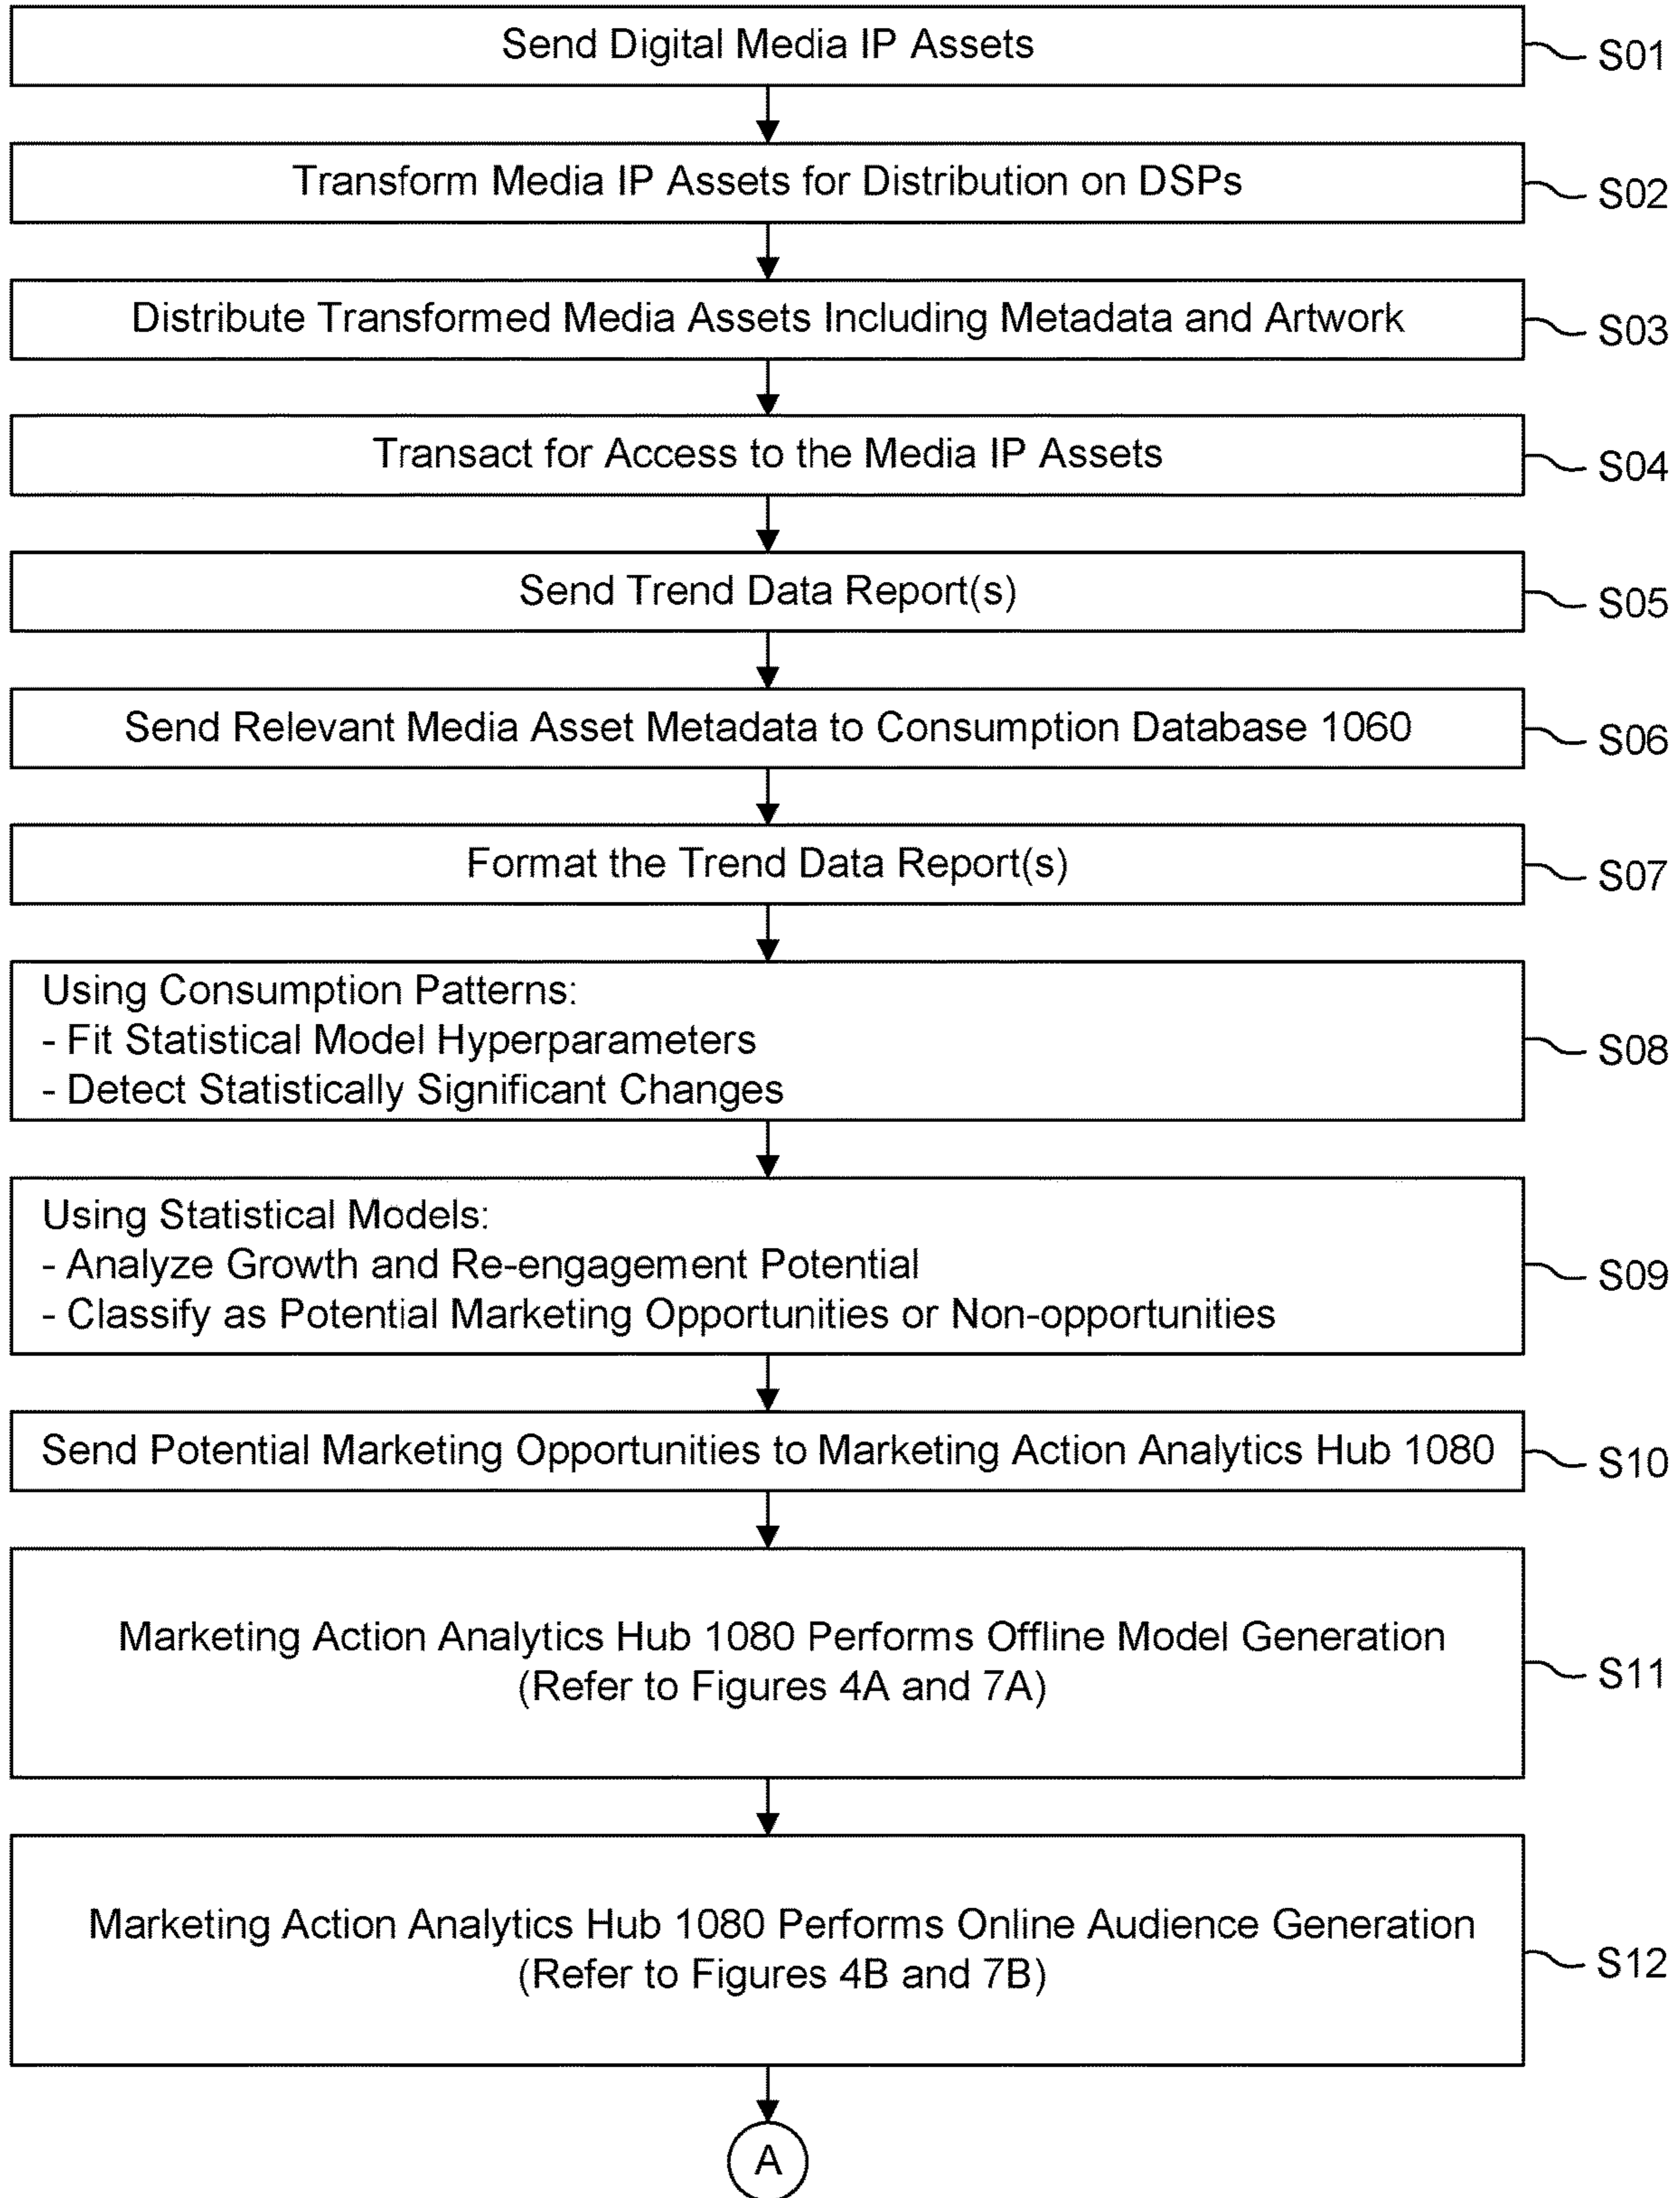 Send Digital Media IP Assets
S01
Transform Media IP Assets for Distribution on DSPs
S02
Distribute Transformed Media Assets Including Metadata and Artwork
S03
Transact for Access to the Media IP Assets
S04
Send Trend Data Report(s)
S05
Send Relevant Media Asset Metadata to Consumption Database 1060
S06
Format the Trend Data Report(s)
S07
Using Consumption Patterns:
- Fit Statistical Model Hyperparameters
- Detect Statistically Significant Changes
S08
Using Statistical Models:
- Analyze Growth and Re-engagement Potential
- Classify as Potential Marketing Opportunities or Non-opportunities
S09
Send Potential Marketing Opportunities to Marketing Action Analytics Hub 1080
S10
Marketing Action Analytics Hub 1080 Performs Offline Model Generation
(Refer to Figures 4A and 7A)
S11
Marketing Action Analytics Hub 1080 Performs Online Audience Generation
(Refer to Figures 4B and 7B)
S12
A